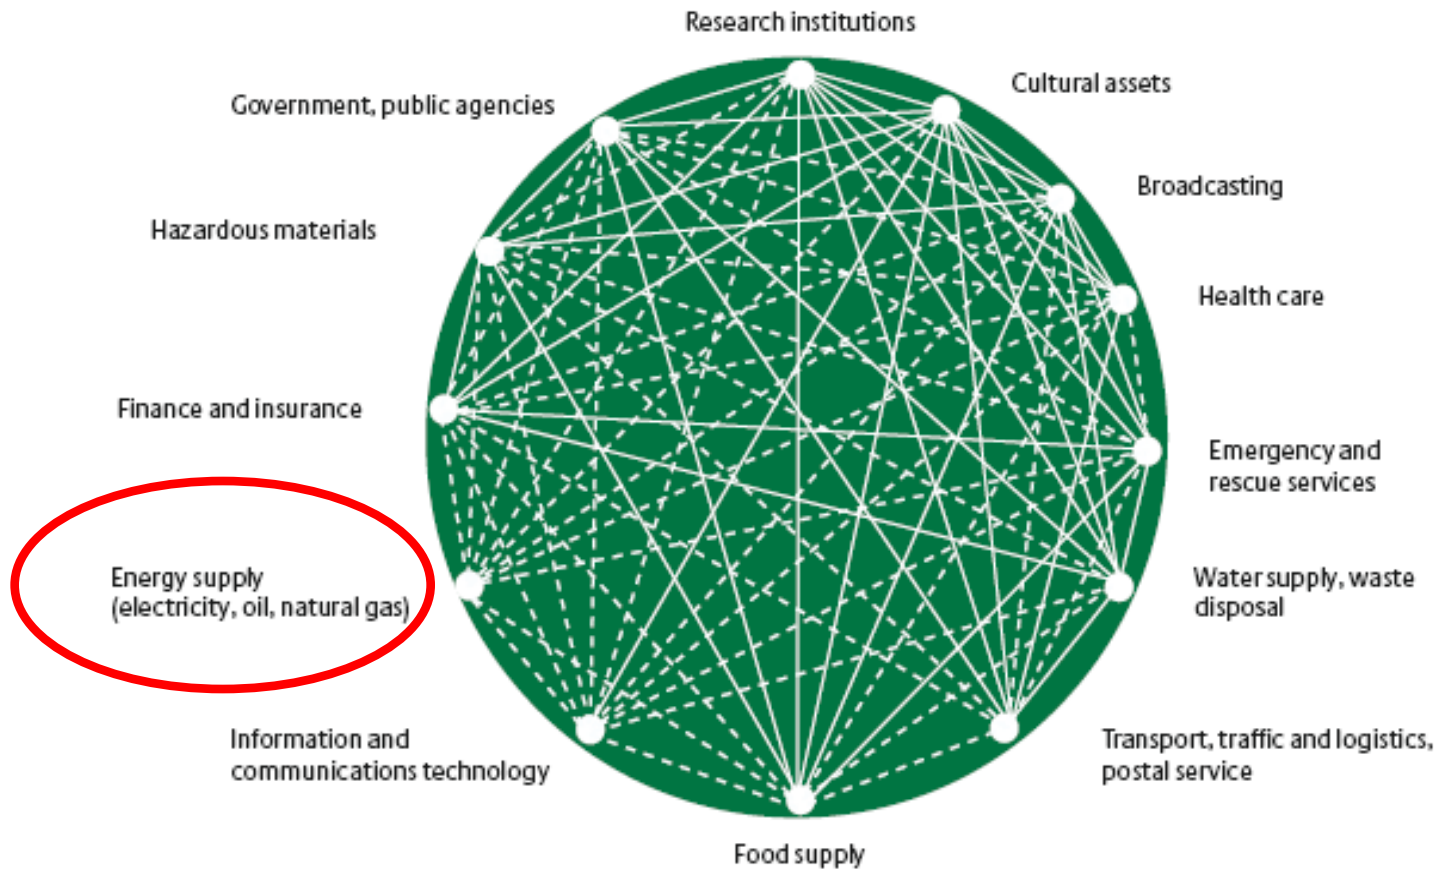 Research institutions
Cultural assets
Government, public agencies
Broadcasting
Hazardous materials
Health care
Finance and insurance
Emergency and
rescue services
Energy supply
(electricity, oil, natural gas)
Water supply, waste
disposal
Information and
communications technology
Transport, traffic and logistics,
postal service
Food supply